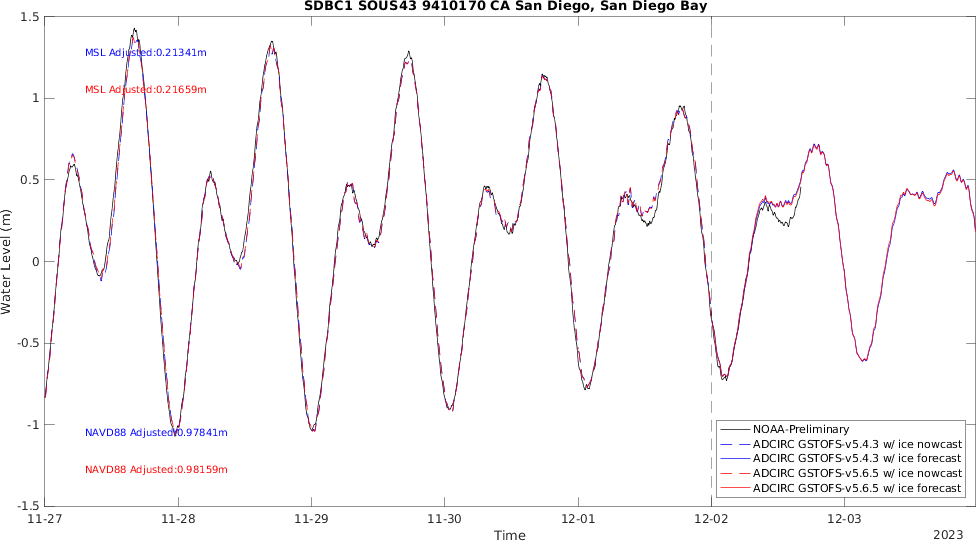 SDBC1 SOUS43 9410170 CA San Diego, San Diego Bay
1.5
MSL Adjusted:0.21341m
MSL Adjusted:0.21659m
1
0.5
0
Water Level (m)
-0.5
-1
NAVD88 Adjusted:0.97841m
NAVD88 Adjusted:0.98159m
-1.5
NOAA-Preliminary
ADCIRC GSTOFS-v5.4.3 w/ ice nowcast
ADCIRC GSTOFS-v5.4.3 w/ ice forecast
ADCIRC GSTOFS-v5.6.5 w/ ice nowcast
ADCIRC GSTOFS-v5.6.5 w/ ice forecast
11-27 11-28 11-29 11-30 12-01 12-02 12-03
Time
2023